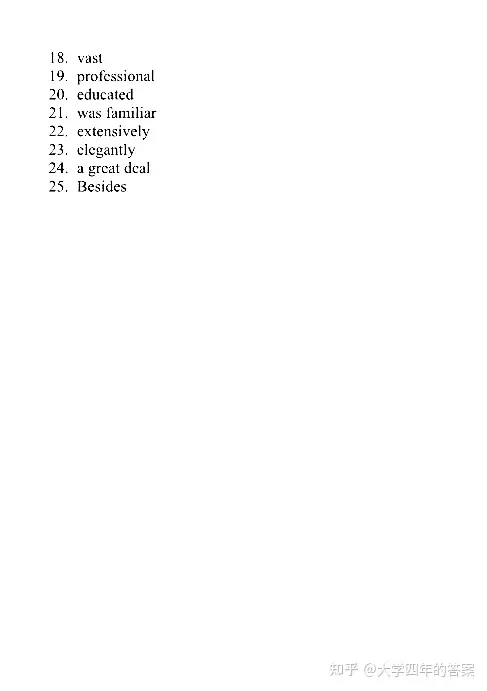 18. vast
19. professional
20. educated
21. was familiar
22. extensively
23. elegantly
24. a great deal
25. Besides
知乎 @大学四年的答案